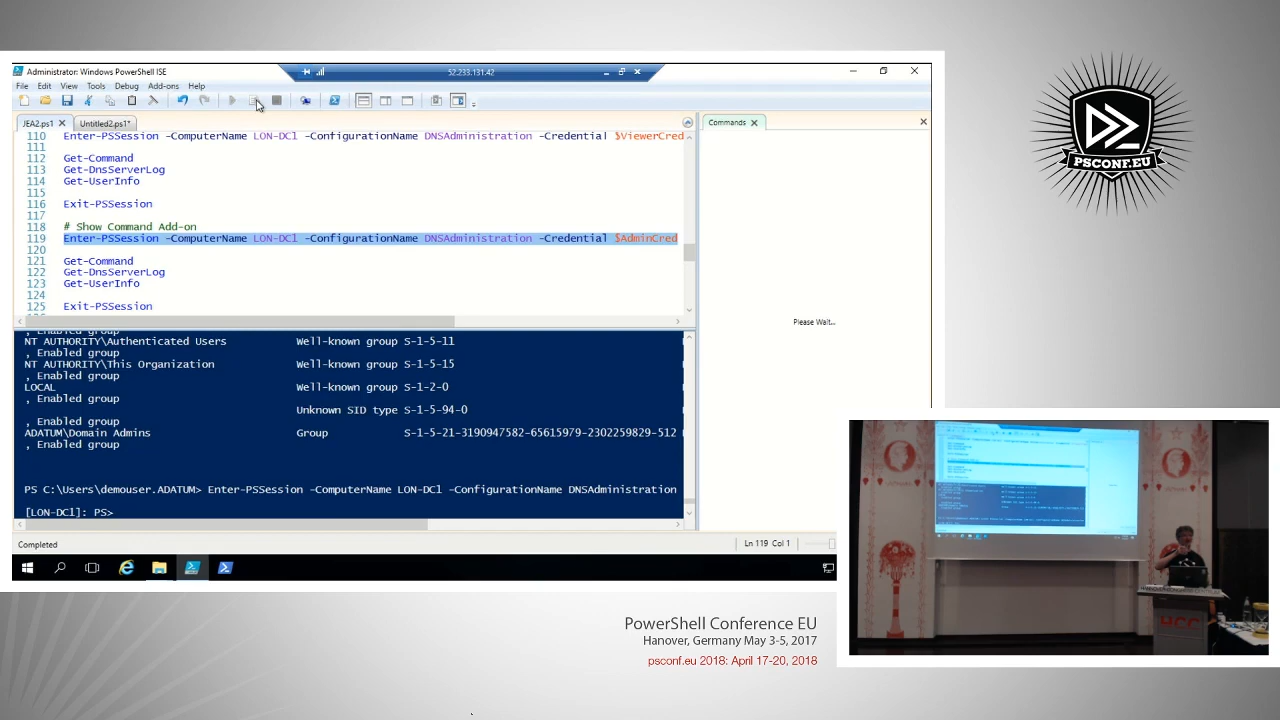 Administrator: Windows PowerShell ISE
52.233.131.42
File Edit View Tools Debug Add-ons Help
JEA2.ps1
Untitled2.ps1*
110 Enter-PSSession -ComputerName LON-DC1 -ConfigurationName DNSAdministration -Credential $ViewerCred
111
112 Get-Command
113 Get-DnsServerLog
114 Get-UserInfo
115
116 Exit-PSSession
117
118 # Show Command Add-on
119 Enter-PSSession -ComputerName LON-DC1 -ConfigurationName DNSAdministration -Credential $AdminCred
120
121 Get-Command
122 Get-DnsServerLog
123 Get-UserInfo
124
125 Exit-PSSession
Commands
Please Wait...
, Enabled group
NT AUTHORITY\Authenticated Users Well-known group S-1-5-11
, Enabled group
NT AUTHORITY\This Organization Well-known group S-1-5-15
, Enabled group
LOCAL Well-known group S-1-2-0
, Enabled group
Unknown SID type S-1-5-94-0
, Enabled group
ADATUM\Domain Admins Group S-1-5-21-3190947582-65615979-2302259829-512
, Enabled group
PS C:\Users\demouser.ADATUM> Enter-PSSession -ComputerName LON-DC1 -ConfigurationName DNSAdministration
[LON-DC1]: PS>
Completed
Ln 119 Col 1
PSCONF.EU
HCC
PowerShell Conference EU
Hanover, Germany May 3-5, 2017
psconf.eu 2018: April 17-20, 2018